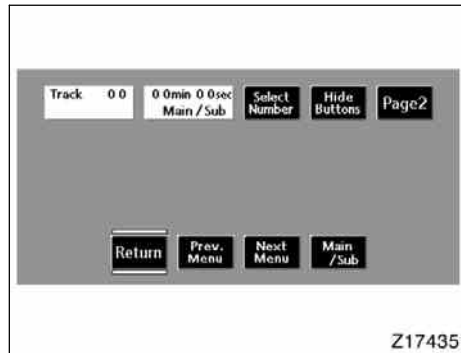 Track 0 0
0 0min 0 0sec
Main / Sub
Select
Number
Hide
Buttons
Page2
Return
Prev.
Menu
Next
Menu
Main
/Sub
Z17435